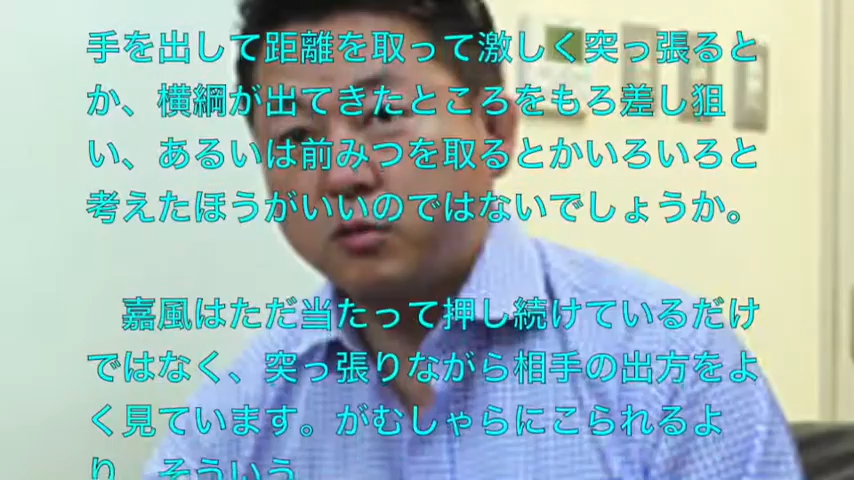 手を出して距離を取って激しく突っ張ると
か、横綱が出てきたところをもろ差し狙
い、あるいは前みつを取るとかいろいろと
考えたほうがいいのではないでしょうか。
嘉風はただ当たって押し続けているだけ
ではなく、突っ張りながら相手の出方をよ
く見ています。がむしゃらにこられるよ
り、そういう